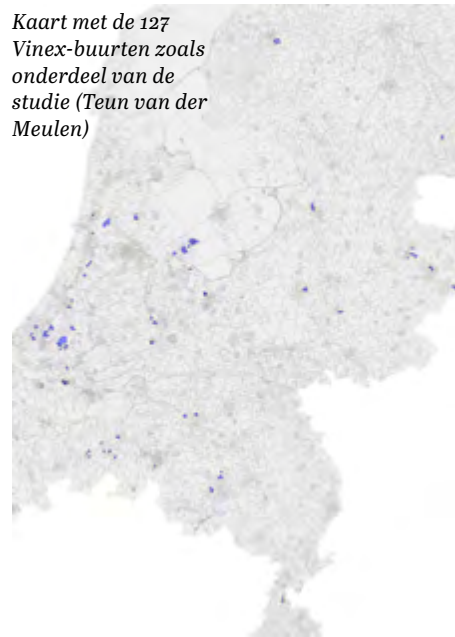 Kaart met de 127
Vinex-buurten zoals
onderdeel van de
studie (Teun van der
Meulen)